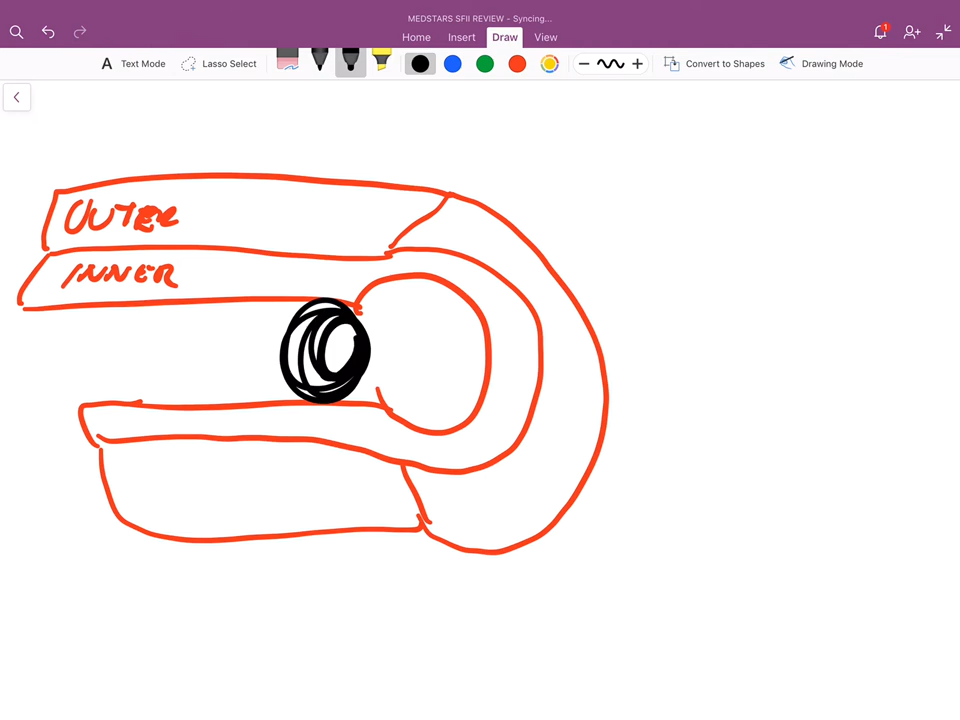 MEDSTARS SFII REVIEW - Syncing...
Home Insert Draw View
1
A Text Mode Lasso Select Convert to Shapes Drawing Mode
OUTER
INNER